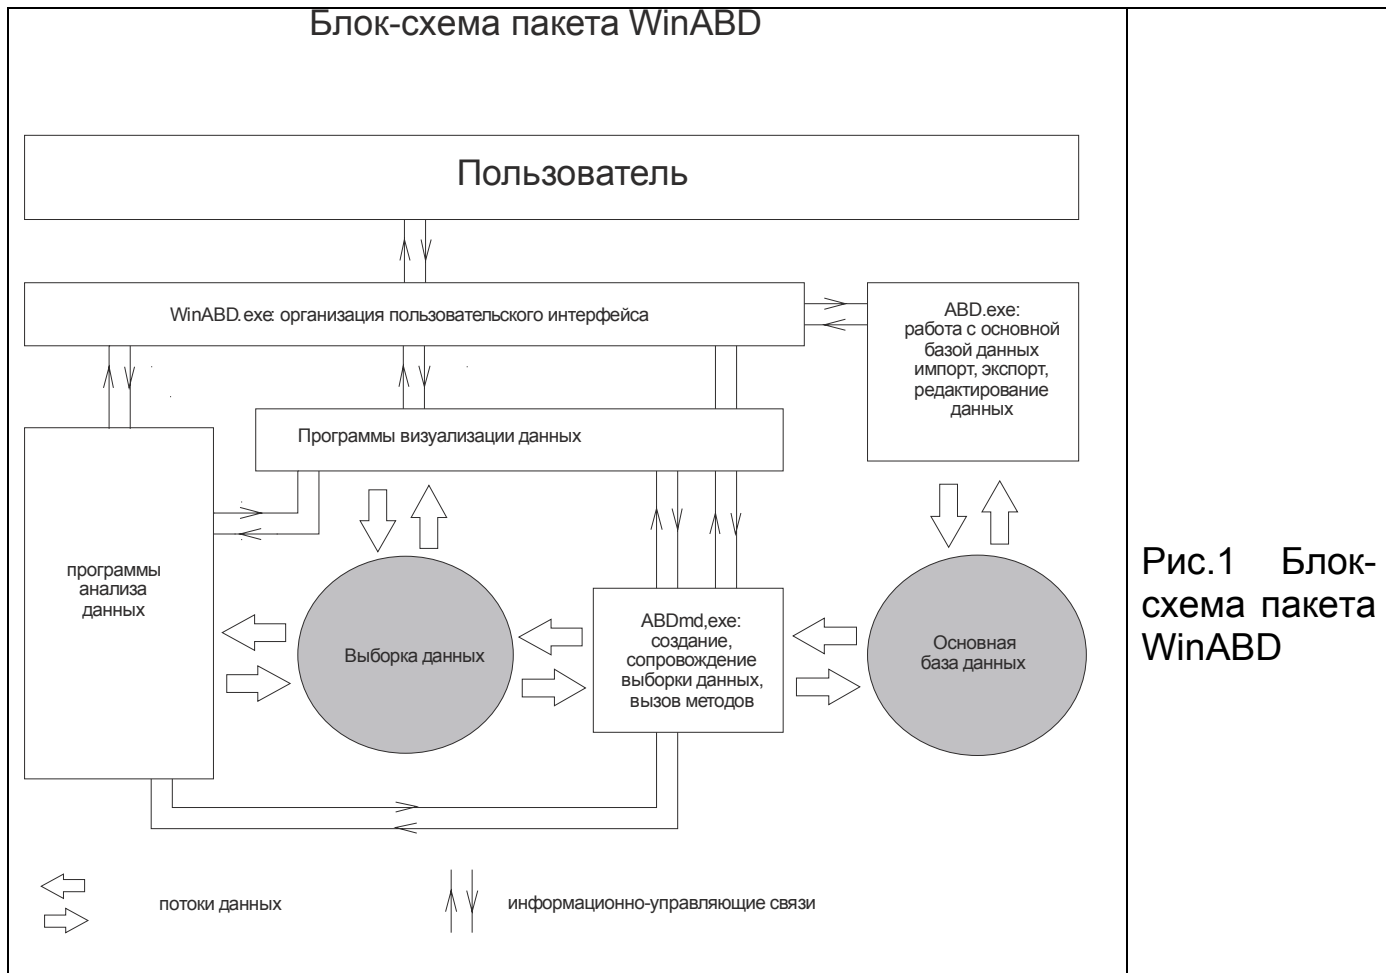 Блок-схема пакета WinABD
Пользователь
WinABD.exe: организация пользовательского интерфейса
ABD.exe:
работа с основной
базой данных
импорт, экспорт,
редактирование
данных
Программы визуализации данных
программы
анализа
данных
Выборка данных
ABDmd,exe:
создание,
сопровождение
выборки данных,
вызов методов
Основная
база данных
Рис.1 Блок-
схема пакета
WinABD
потоки данных
информационно-управляющие связи